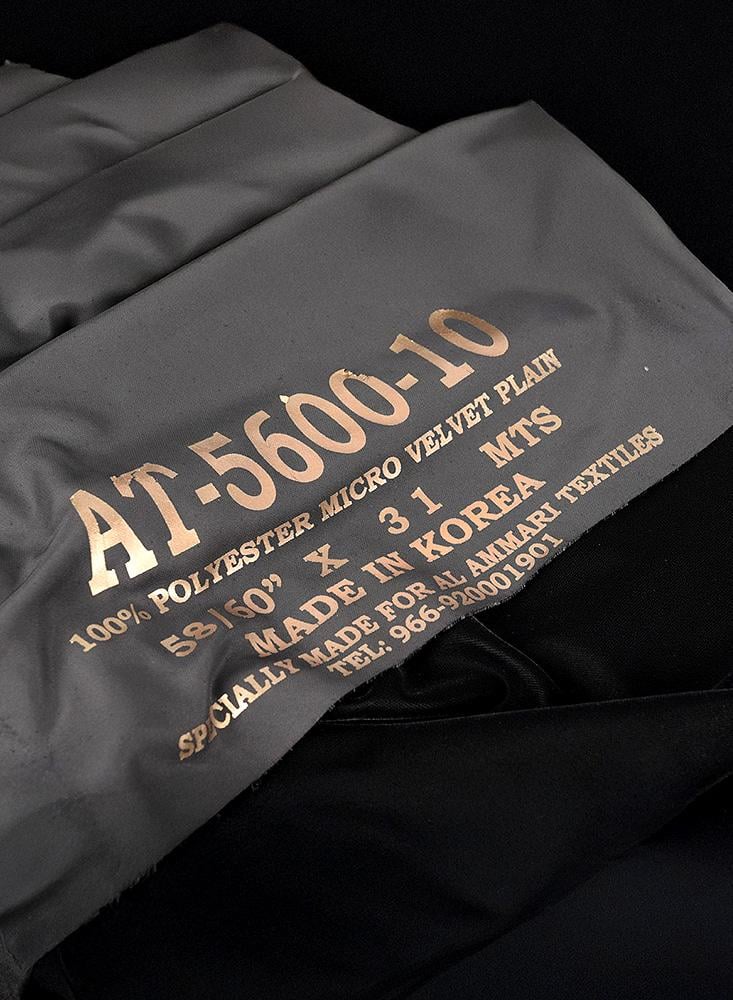 AT-5600-10
100% POLYESTER MICRO VELVET PLAIN
58/60” X 31 MTS
MADE IN KOREA
SPECIALLY MADE FOR AL AMMARI TEXTILES
TEL: 966-920001901